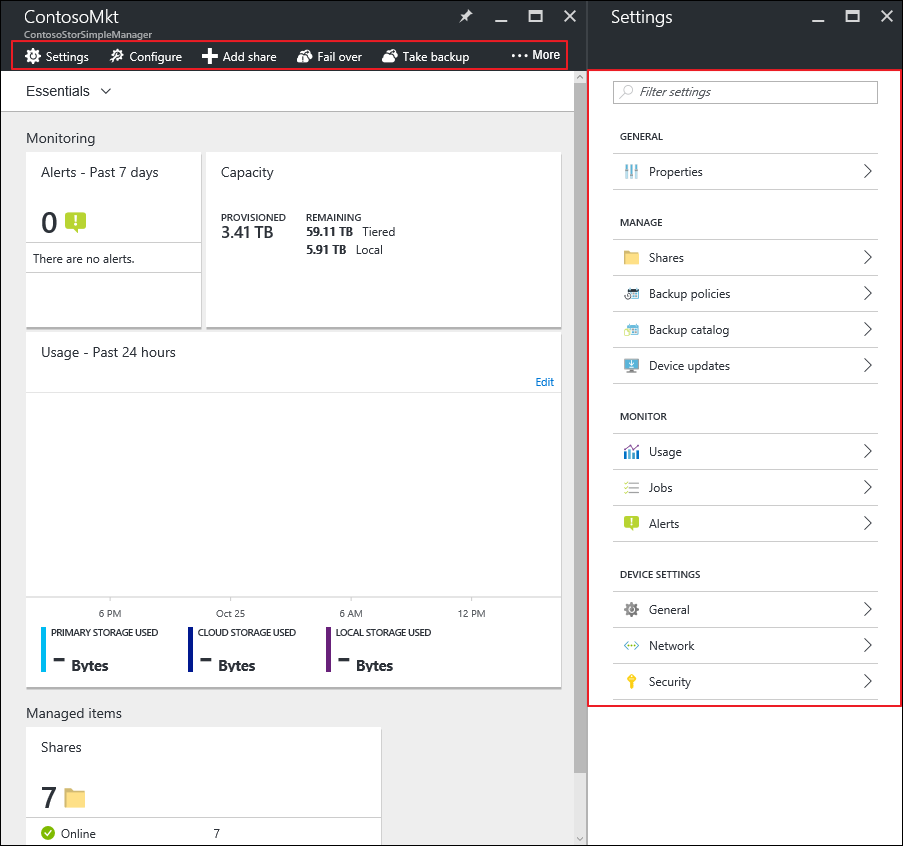 ContosoMkt
ContosoStorSimpleManager
Settings Configure Add share Fail over Take backup ••• More
Essentials
Monitoring
Alerts - Past 7 days
0
There are no alerts.
Capacity
PROVISIONED
3.41 TB
REMAINING
59.11 TB Tiered
5.91 TB Local
Usage - Past 24 hours
Edit
6 PM Oct 25 6 AM 12 PM
PRIMARY STORAGE USED
-- Bytes
CLOUD STORAGE USED
-- Bytes
LOCAL STORAGE USED
-- Bytes
Managed items
Shares
7
Online 7
Settings
Filter settings
GENERAL
Properties
MANAGE
Shares
Backup policies
Backup catalog
Device updates
MONITOR
Usage
Jobs
Alerts
DEVICE SETTINGS
General
Network
Security